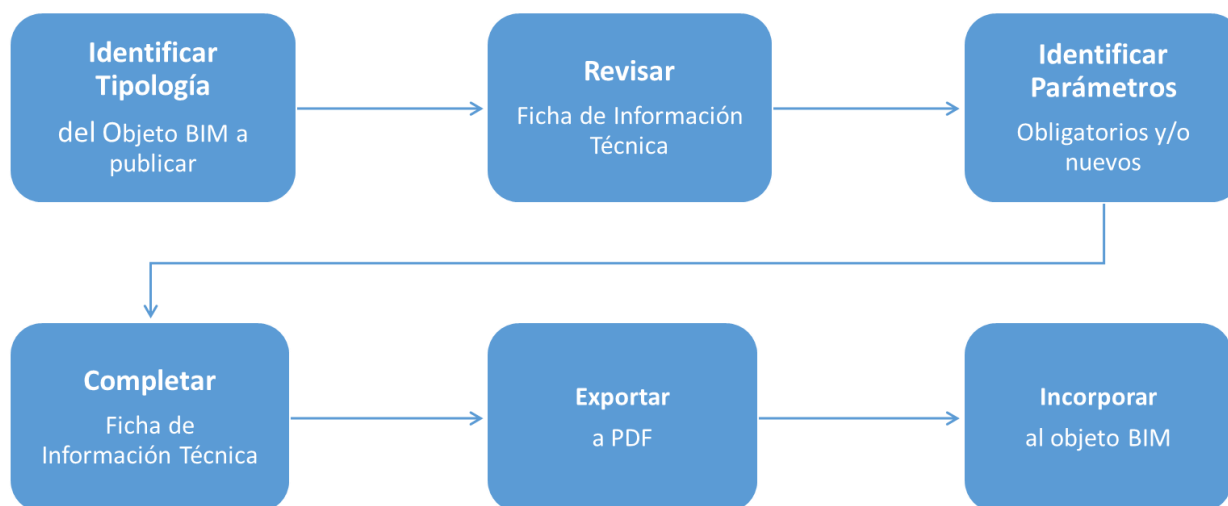 Identificar
Tipología
del Objeto BIM a
publicar
Revisar
Ficha de Información
Técnica
Identificar
Parámetros
Obligatorios y/o
nuevos
Completar
Ficha de
Información Técnica
Exportar
a PDF
Incorporar
al objeto BIM